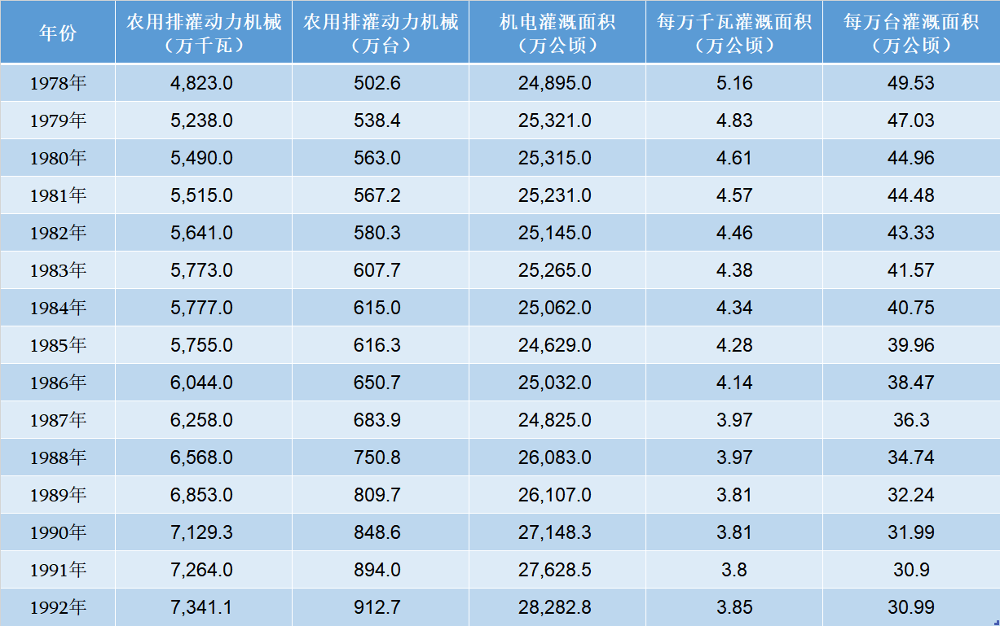 年份 农用排灌动力机械（万千瓦） 农用排灌动力机械（万台） 机电灌溉面积（万公顷） 每万千瓦灌溉面积（万公顷） 每万台灌溉面积（万公顷）
1978年 4,823.0 502.6 24,895.0 5.16 49.53
1979年 5,238.0 538.4 25,321.0 4.83 47.03
1980年 5,490.0 563.0 25,315.0 4.61 44.96
1981年 5,515.0 567.2 25,231.0 4.57 44.48
1982年 5,641.0 580.3 25,145.0 4.46 43.33
1983年 5,773.0 607.7 25,265.0 4.38 41.57
1984年 5,777.0 615.0 25,062.0 4.34 40.75
1985年 5,755.0 616.3 24,629.0 4.28 39.96
1986年 6,044.0 650.7 25,032.0 4.14 38.47
1987年 6,258.0 683.9 24,825.0 3.97 36.3
1988年 6,568.0 750.8 26,083.0 3.97 34.74
1989年 6,853.0 809.7 26,107.0 3.81 32.24
1990年 7,129.3 848.6 27,148.3 3.81 31.99
1991年 7,264.0 894.0 27,628.5 3.8 30.9
1992年 7,341.1 912.7 28,282.8 3.85 30.99